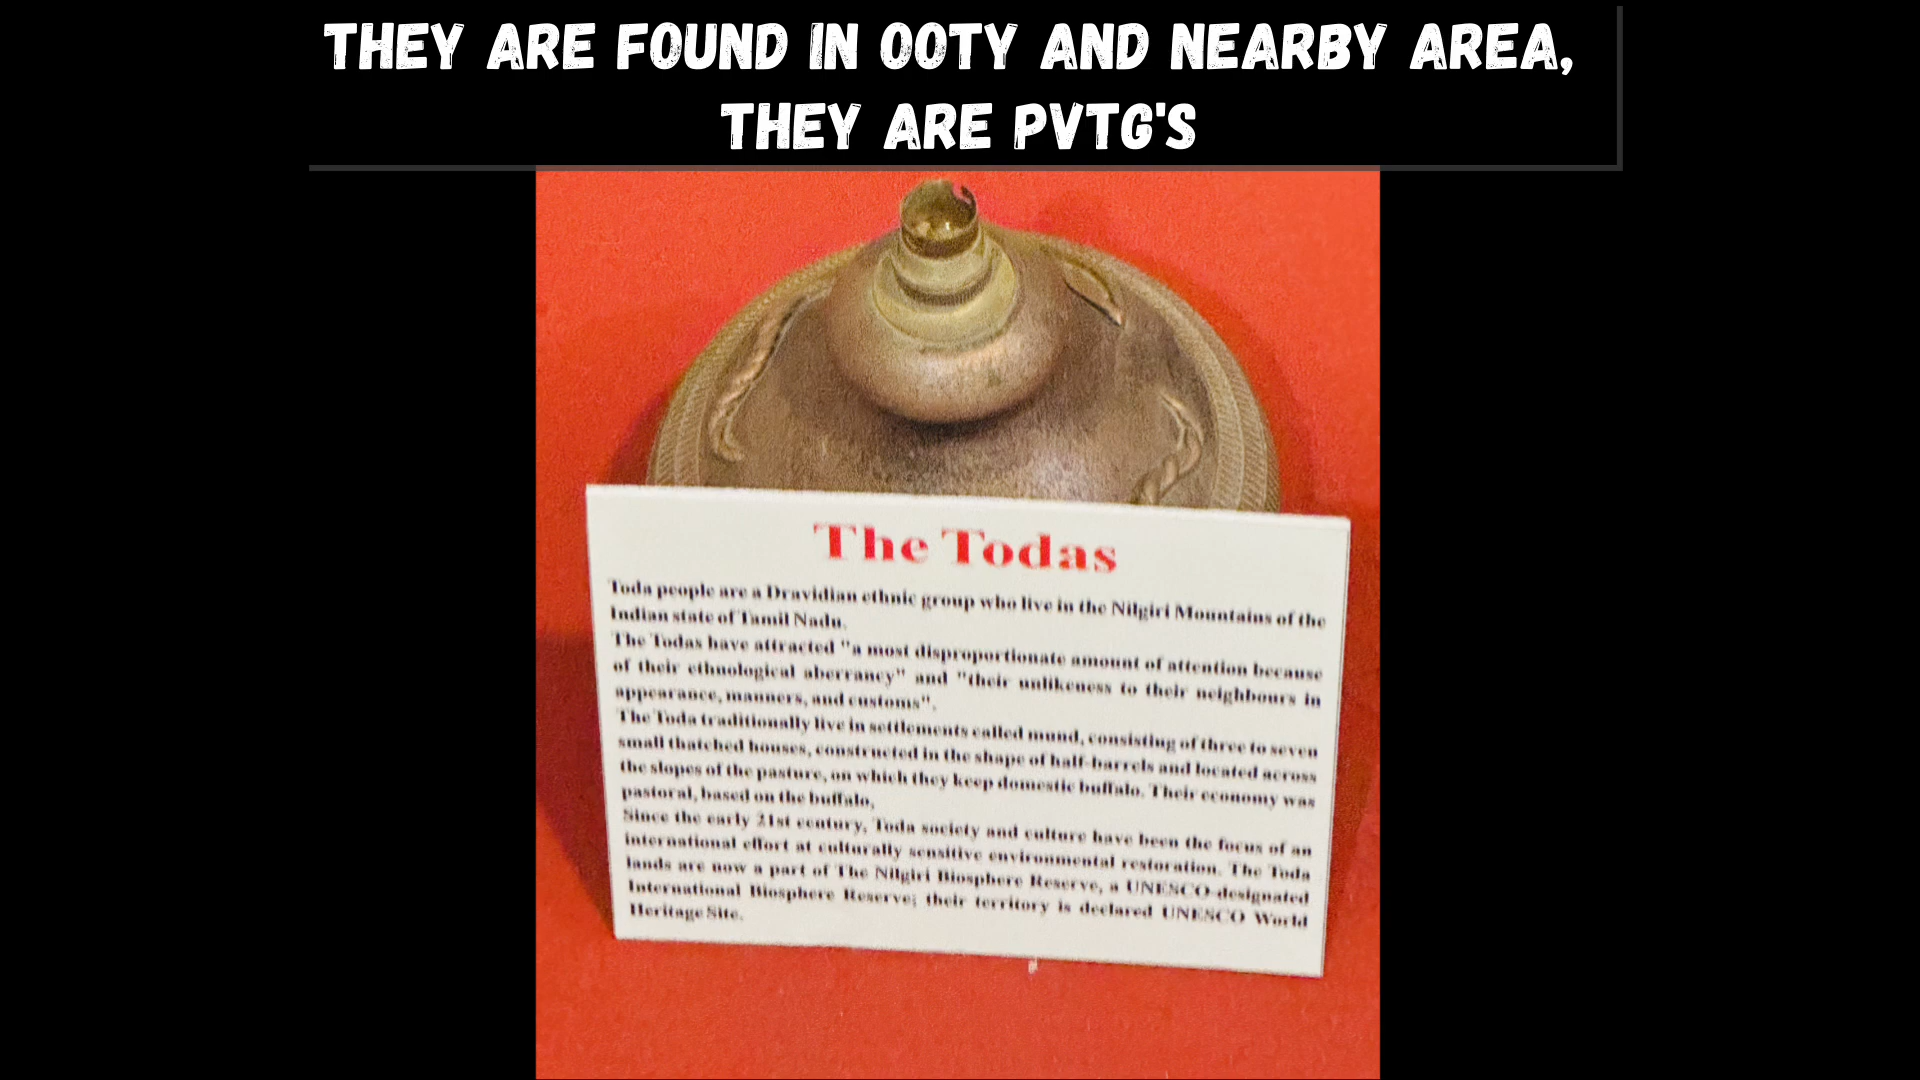 THEY ARE FOUND IN OOTY AND NEARBY AREA,
THEY ARE PVTG'S
The Todas
Toda people are a Dravidian ethnic group who live in the Nilgiri Mountains of the
Indian state of Tamil Nadu.
The Todas have attracted "a most disproportionate amount of attention because
of their ethnological aberrancy" and "their unlikeness to their neighbours in
appearance, manners, and customs".
The Toda traditionally live in settlements called mund, consisting of three to seven
small thatched houses, constructed in the shape of half-barrels and located across
the slopes of the pasture, on which they keep domestic buffalo. Their economy was
pastoral, based on the buffalo,
Since the early 21st century, Toda society and culture have been the focus of an
international effort at culturally sensitive environmental restoration. The Toda
lands are now a part of The Nilgiri Biosphere Reserve, a UNESCO-designated
International Biosphere Reserve; their territory is declared UNESCO World
Heritage Site.